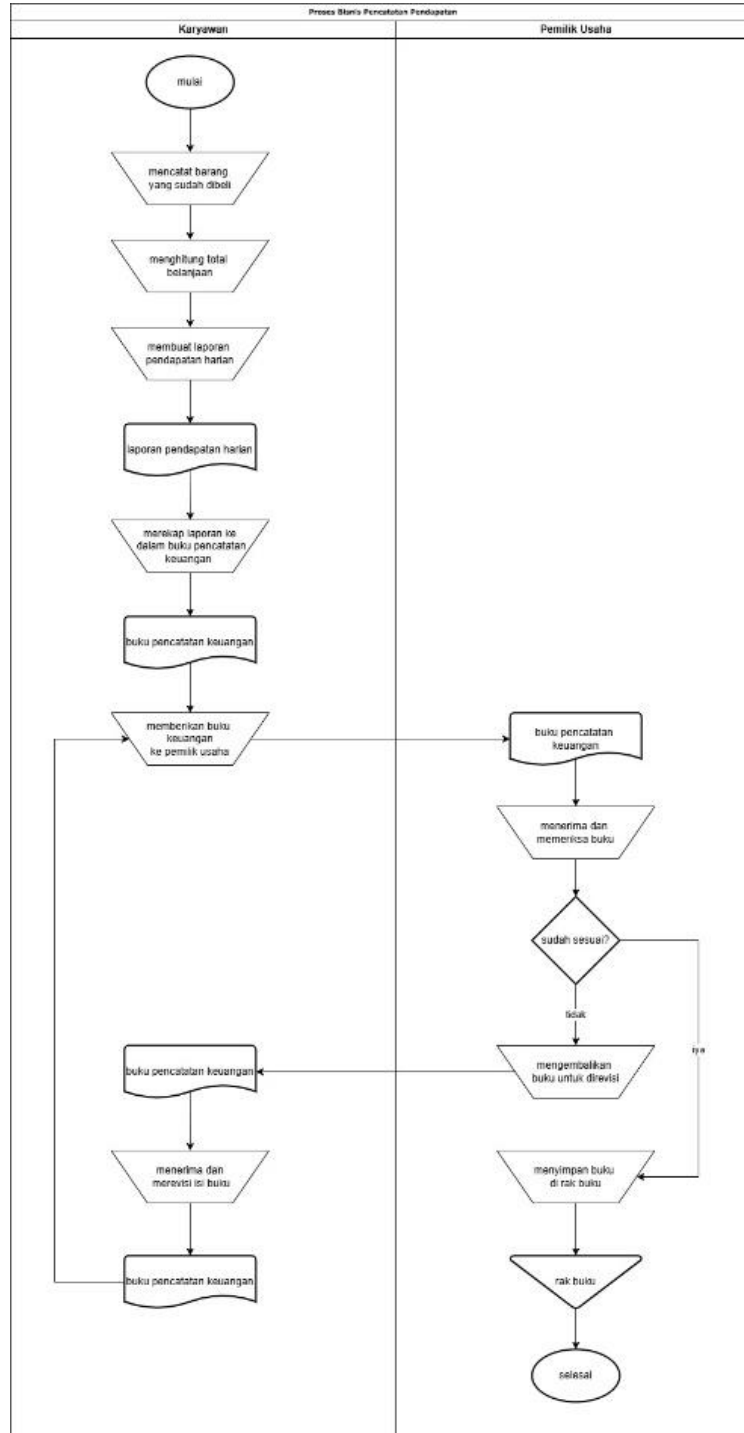 Proses Bisnis Pencatatan Pendapatan
Karyawan
Pemilik Usaha
mulai
mencatat barang
yang sudah dibeli
menghitung total
belanjaan
membuat laporan
pendapatan harian
laporan pendapatan harian
merekap laporan ke
dalam buku pencatatan
keuangan
buku pencatatan keuangan
memberikan buku
keuangan
ke pemilik usaha
buku pencatatan
keuangan
menerima dan
memeriksa buku
sudah sesuai?
tidak
iya
mengembalikan
buku untuk direvisi
buku pencatatan keuangan
menerima dan
merevisi isi buku
buku pencatatan keuangan
menyimpan buku
di rak buku
rak buku
selesai